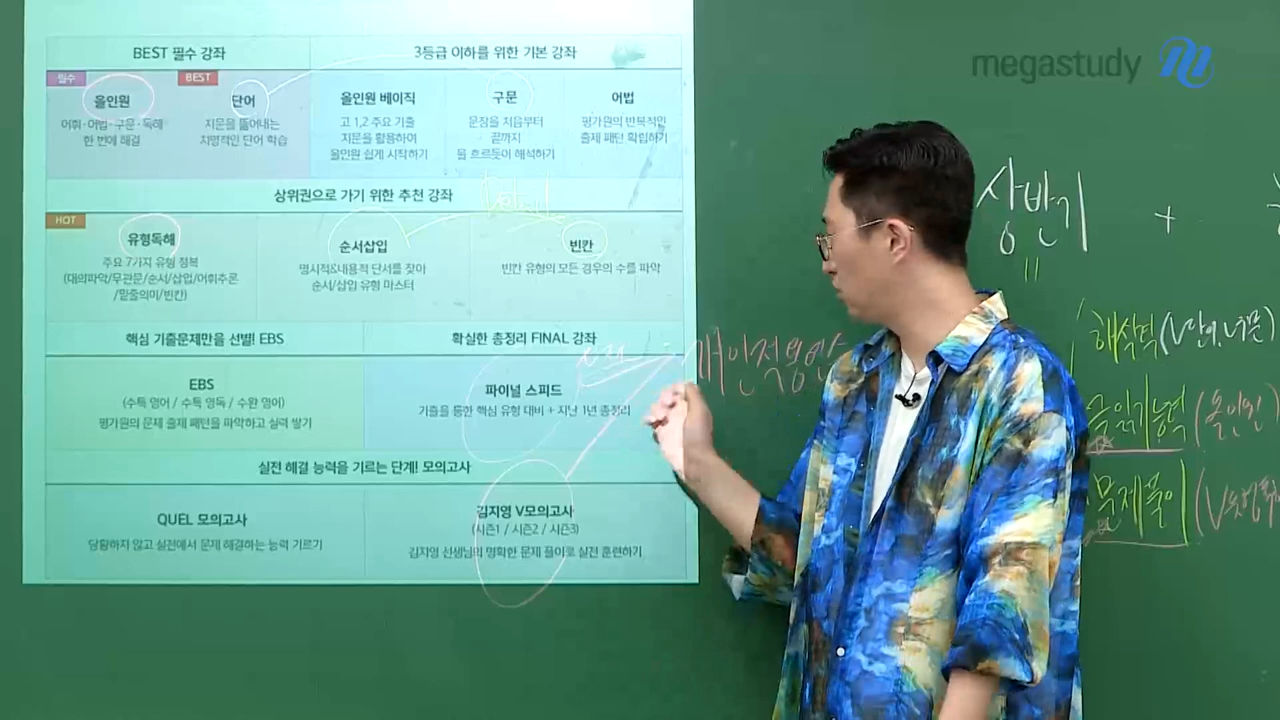 megastudy
BEST 필수 강좌
3등급 이하를 위한 기본 강좌
필수
올인원
어휘·어법·구문·독해
한 번에 해결
BEST
단어
지문을 뚫어내는
치명적인 단어 학습
올인원 베이직
고 1,2 주요 기출
지문을 활용하여
올인원 쉽게 시작하기
구문
문장을 처음부터
끝까지
물 흐르듯이 해석하기
어법
평가원의 반복적인
출제 패턴 확립하기
상위권으로 가기 위한 추천 강좌
HOT
유형독해
주요 7가지 유형 정복
(대의파악/무관문/순서/삽입/어휘추론
/밑줄의미/빈칸)
순서삽입
명시적&내용적 단서를 찾아
순서/삽입 유형 마스터
빈칸
빈칸 유형의 모든 경우의 수를 파악
핵심 기출문제만을 선별! EBS
확실한 총정리 FINAL 강좌
EBS
(수특 영어 / 수특 영독 / 수완 영어)
평가원의 문제 출제 패턴을 파악하고 실력 쌓기
파이널 스피드
기출을 통한 핵심 유형 대비 + 지난 1년 총정리
실전 해결 능력을 기르는 단계! 모의고사
QUEL 모의고사
당황하지 않고 실전에서 문제 해결하는 능력 기르기
김지영 V모의고사
(시즌1 / 시즌2 / 시즌3)
김지영 선생님의 명확한 문제 풀이로 실전 훈련하기
상반기 +
해석력 (V단어, V구문)
글읽기능력 (올인원)
문제풀이